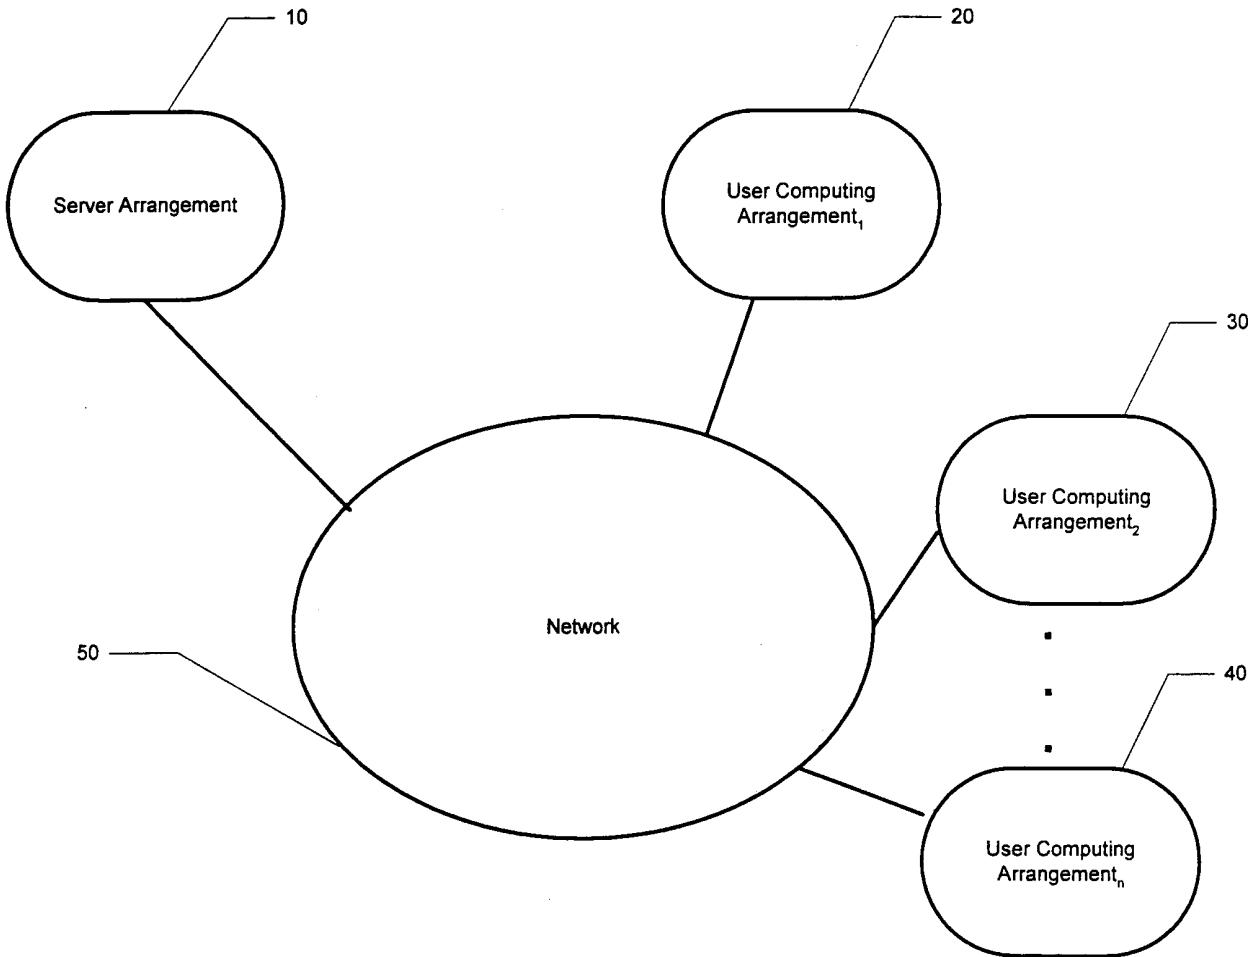 10
20
Server Arrangement
User Computing
Arrangement₁
30
User Computing
Arrangement₂
Network
50
40
User Computing
Arrangementₙ